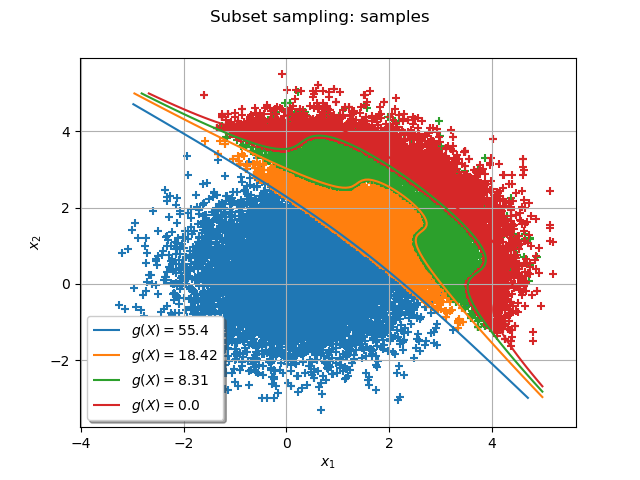 Subset sampling: samples
x₂
4
2
0
−2
g(X) = 55.4
g(X) = 18.42
g(X) = 8.31
g(X) = 0.0
−4
−2
0
2
4
x₁